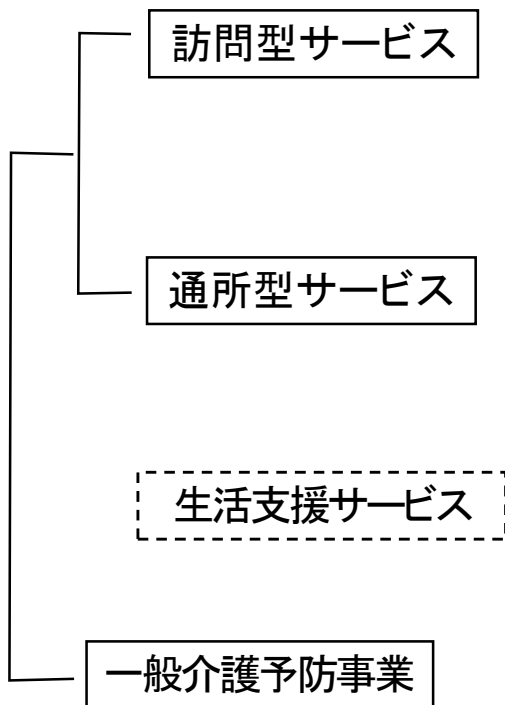 訪問型サービス
通所型サービス
生活支援サービス
一般介護予防事業